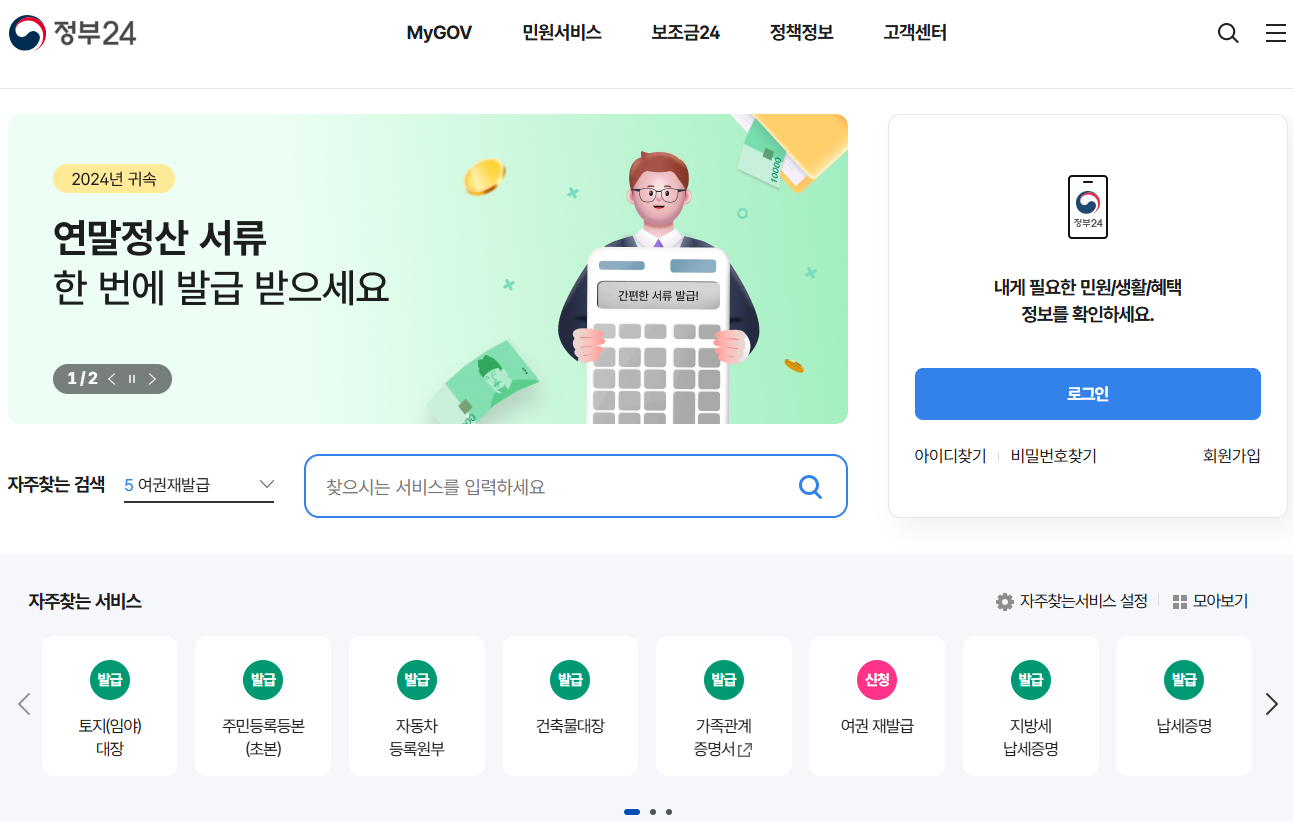 정부24
MyGOV 민원서비스 보조금24 정책정보 고객센터
2024년 귀속
연말정산 서류
한 번에 발급 받으세요
1 / 2
10000
간편한 서류 발급!
정부24
내게 필요한 민원/생활/혜택
정보를 확인하세요.
로그인
아이디찾기 비밀번호찾기 회원가입
자주찾는 검색 5 여권재발급
찾으시는 서비스를 입력하세요
자주찾는 서비스
자주찾는서비스 설정 모아보기
발급
토지(임야)
대장
발급
주민등록등본
(초본)
발급
자동차
등록원부
발급
건축물대장
발급
가족관계
증명서
신청
여권 재발급
발급
지방세
납세증명
발급
납세증명